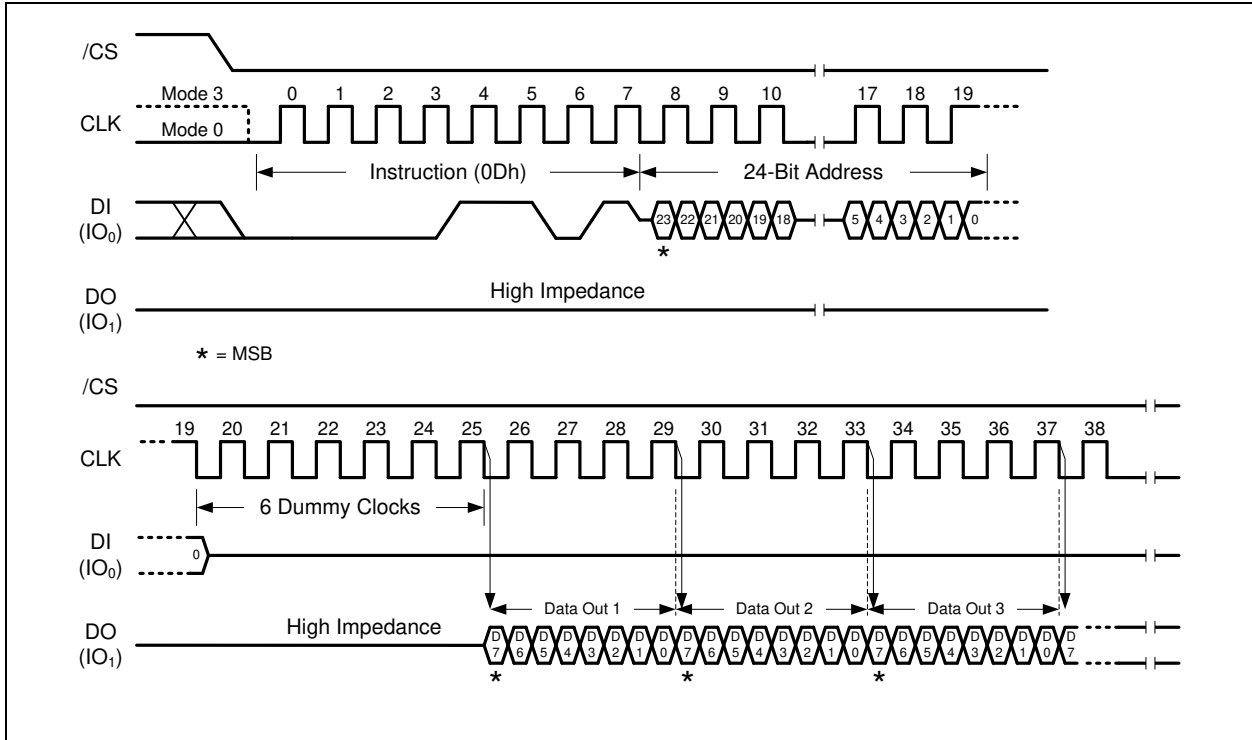 /CS
Mode 3 0 1 2 3 4 5 6 7 8 9 10 17 18 19
CLK
Mode 0
Instruction (0Dh) 24-Bit Address
DI
(IO₀)
23 22 21 20 19 18 5 4 3 2 1 0
*
DO
(IO₁)
High Impedance
* = MSB
/CS
19 20 21 22 23 24 25 26 27 28 29 30 31 32 33 34 35 36 37 38
CLK
6 Dummy Clocks
DI
(IO₀)
0
Data Out 1 Data Out 2 Data Out 3
DO
(IO₁)
High Impedance
D7 D6 D5 D4 D3 D2 D1 D0 D7 D6 D5 D4 D3 D2 D1 D0 D7 D6 D5 D4 D3 D2 D1 D0 D7
* * *